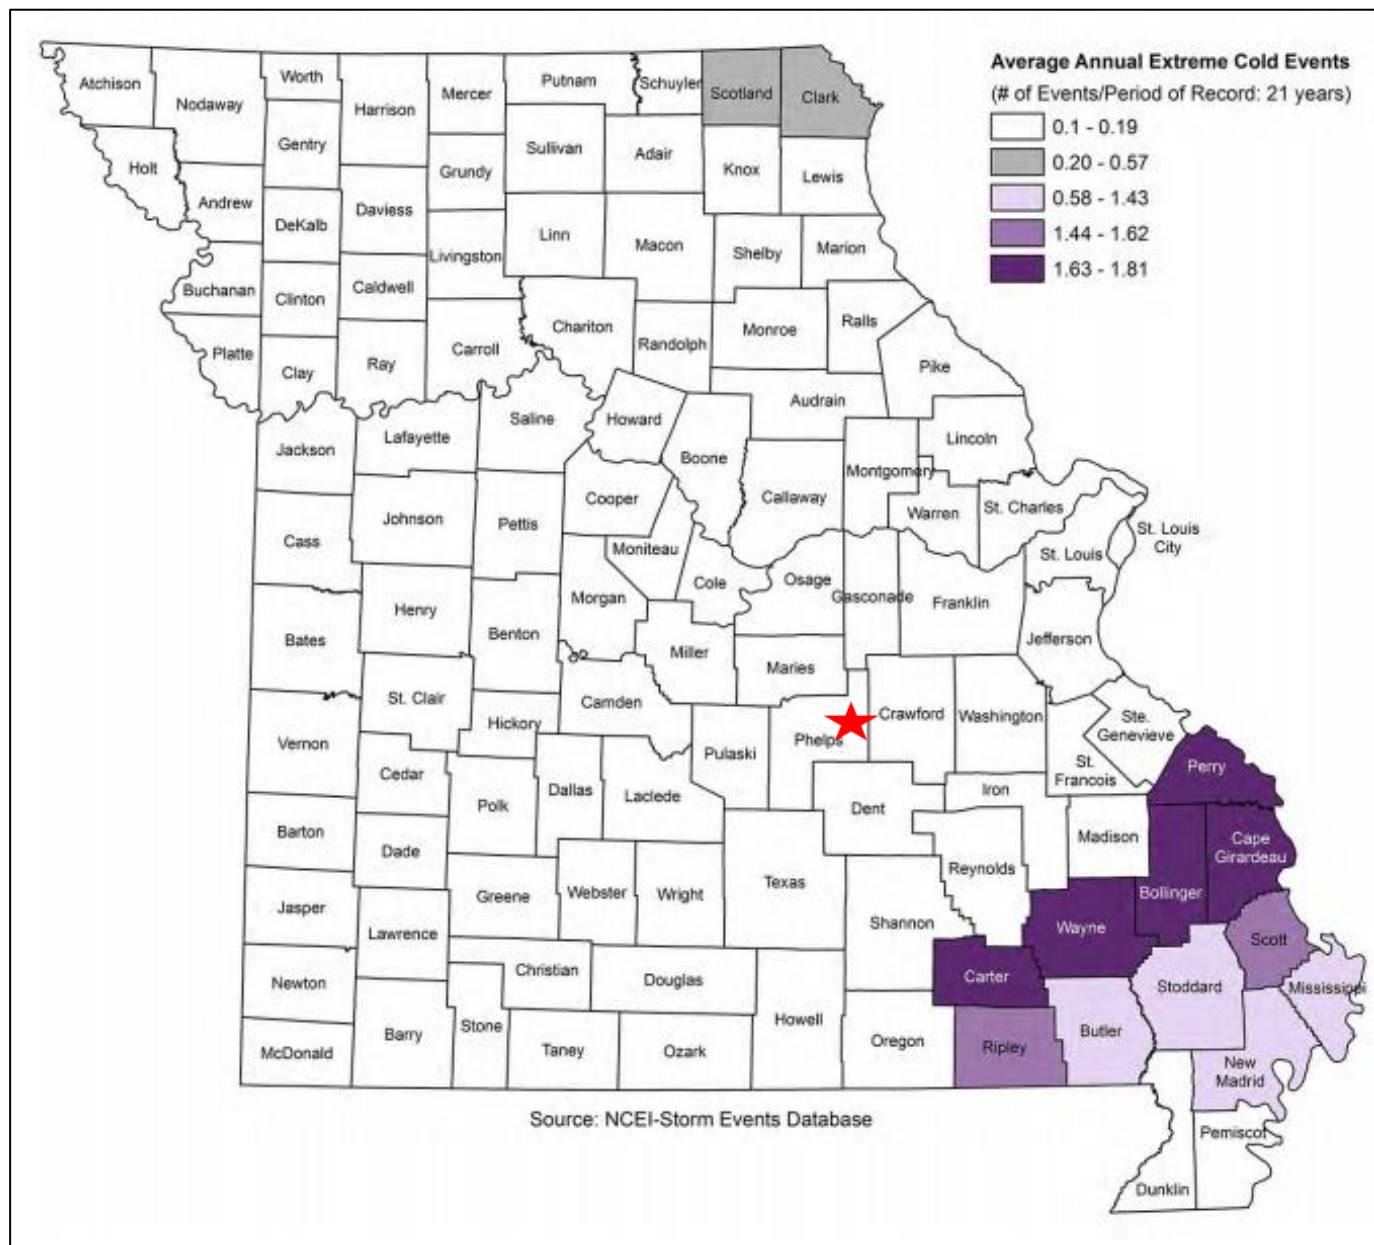 Average Annual Extreme Cold Events
(# of Events/Period of Record: 21 years)
0.1 - 0.19
0.20 - 0.57
0.58 - 1.43
1.44 - 1.62
1.63 - 1.81
Atchison
Nodaway
Worth
Harrison
Mercer
Putnam
Schuyler
Scotland
Clark
Holt
Gentry
Sullivan
Adair
Knox
Lewis
Grundy
Andrew
DeKalb
Daviess
Livingston
Linn
Macon
Shelby
Marion
Buchanan
Clinton
Caldwell
Chariton
Randolph
Monroe
Ralls
Platte
Clay
Ray
Carroll
Pike
Audrain
Saline
Howard
Jackson
Lafayette
Boone
Lincoln
Montgomery
Callaway
Cooper
Warren
St. Charles
Johnson
Pettis
Cass
Moniteau
St. Louis
St. Louis
City
Cole
Osage
Gasconade
Franklin
Morgan
Henry
Benton
Bates
Miller
Maries
Jefferson
St. Clair
Camden
Hickory
Crawford
Washington
Ste.
Genevieve
Vernon
Pulaski
Phelps
St.
Francois
Perry
Cedar
Polk
Dallas
Laclede
Iron
Dent
Barton
Dade
Madison
Cape
Girardeau
Reynolds
Texas
Greene
Webster
Wright
Bollinger
Jasper
Lawrence
Shannon
Wayne
Scott
Christian
Douglas
Carter
Newton
Stoddard
Mississippi
Barry
Stone
Howell
Oregon
Ripley
Butler
McDonald
Taney
Ozark
New
Madrid
Source: NCEI-Storm Events Database
Pemiscot
Dunklin